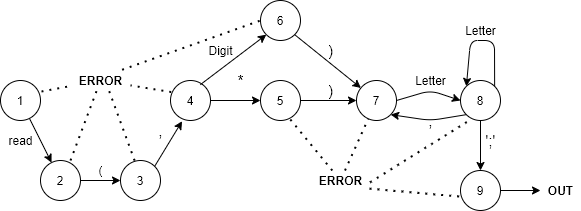 6
Letter
Digit
)
ERROR
*
)
Letter
1
4
5
7
8
read
,
,
';'
(
2
3
ERROR
9
OUT